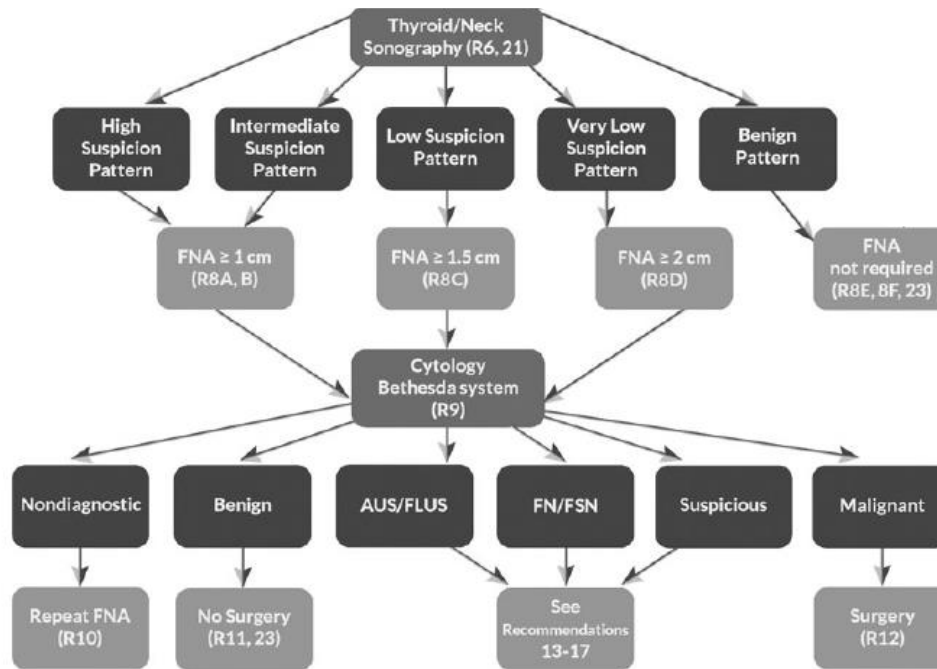 Thyroid/Neck
Sonography (R6, 21)
High
Suspicion
Pattern
Intermediate
Suspicion
Pattern
Low Suspicion
Pattern
Very Low
Suspicion
Pattern
Benign
Pattern
FNA ≥ 1 cm
(R8A, B)
FNA ≥ 1.5 cm
(R8C)
FNA ≥ 2 cm
(R8D)
FNA
not required
(R8E, 8F, 23)
Cytology
Bethesda system
(R9)
Nondiagnostic
Benign
AUS/FLUS
FN/FSN
Suspicious
Malignant
Repeat FNA
(R10)
No Surgery
(R11, 23)
See
Recommendations
13-17
Surgery
(R12)